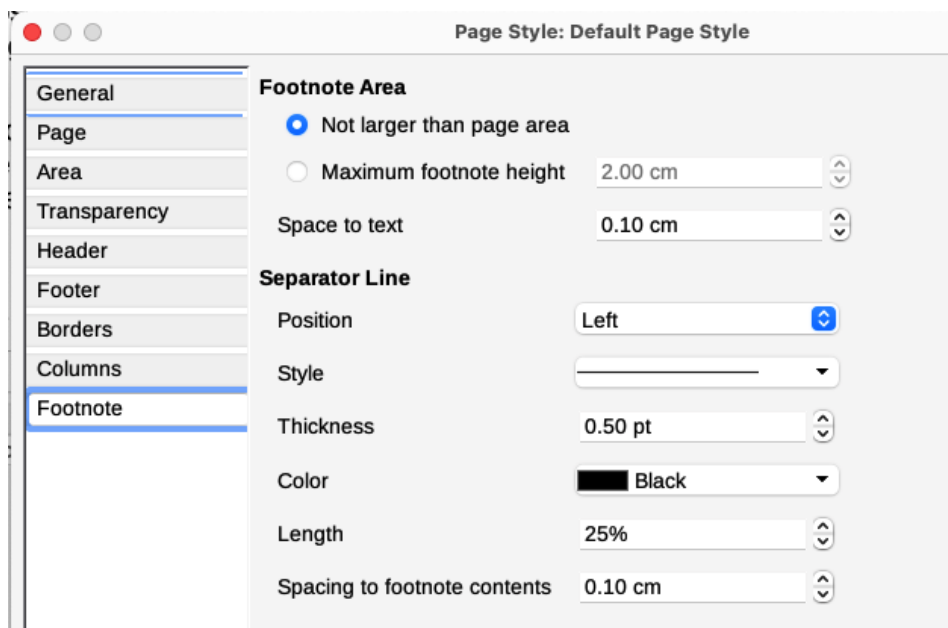 Page Style: Default Page Style
General
Page
Area
Transparency
Header
Footer
Borders
Columns
Footnote
Footnote Area
Not larger than page area
Maximum footnote height 2.00 cm
Space to text 0.10 cm
Separator Line
Position Left
Style
Thickness 0.50 pt
Color Black
Length 25%
Spacing to footnote contents 0.10 cm